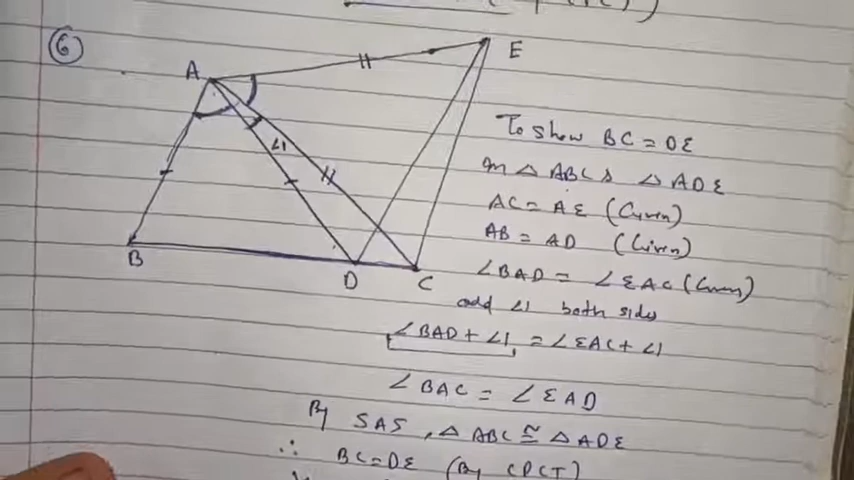 6
A
E
∠1
B
D
C
To show BC = DE
In △ ABC & △ ADE
AC = AE (Given)
AB = AD (Given)
∠BAD = ∠EAC (Given)
add ∠1 both sides
∠BAD + ∠1 = ∠EAC + ∠1
∠BAC = ∠EAD
By SAS, △ABC ≅ △ADE
∴ BC = DE (By CPCT)